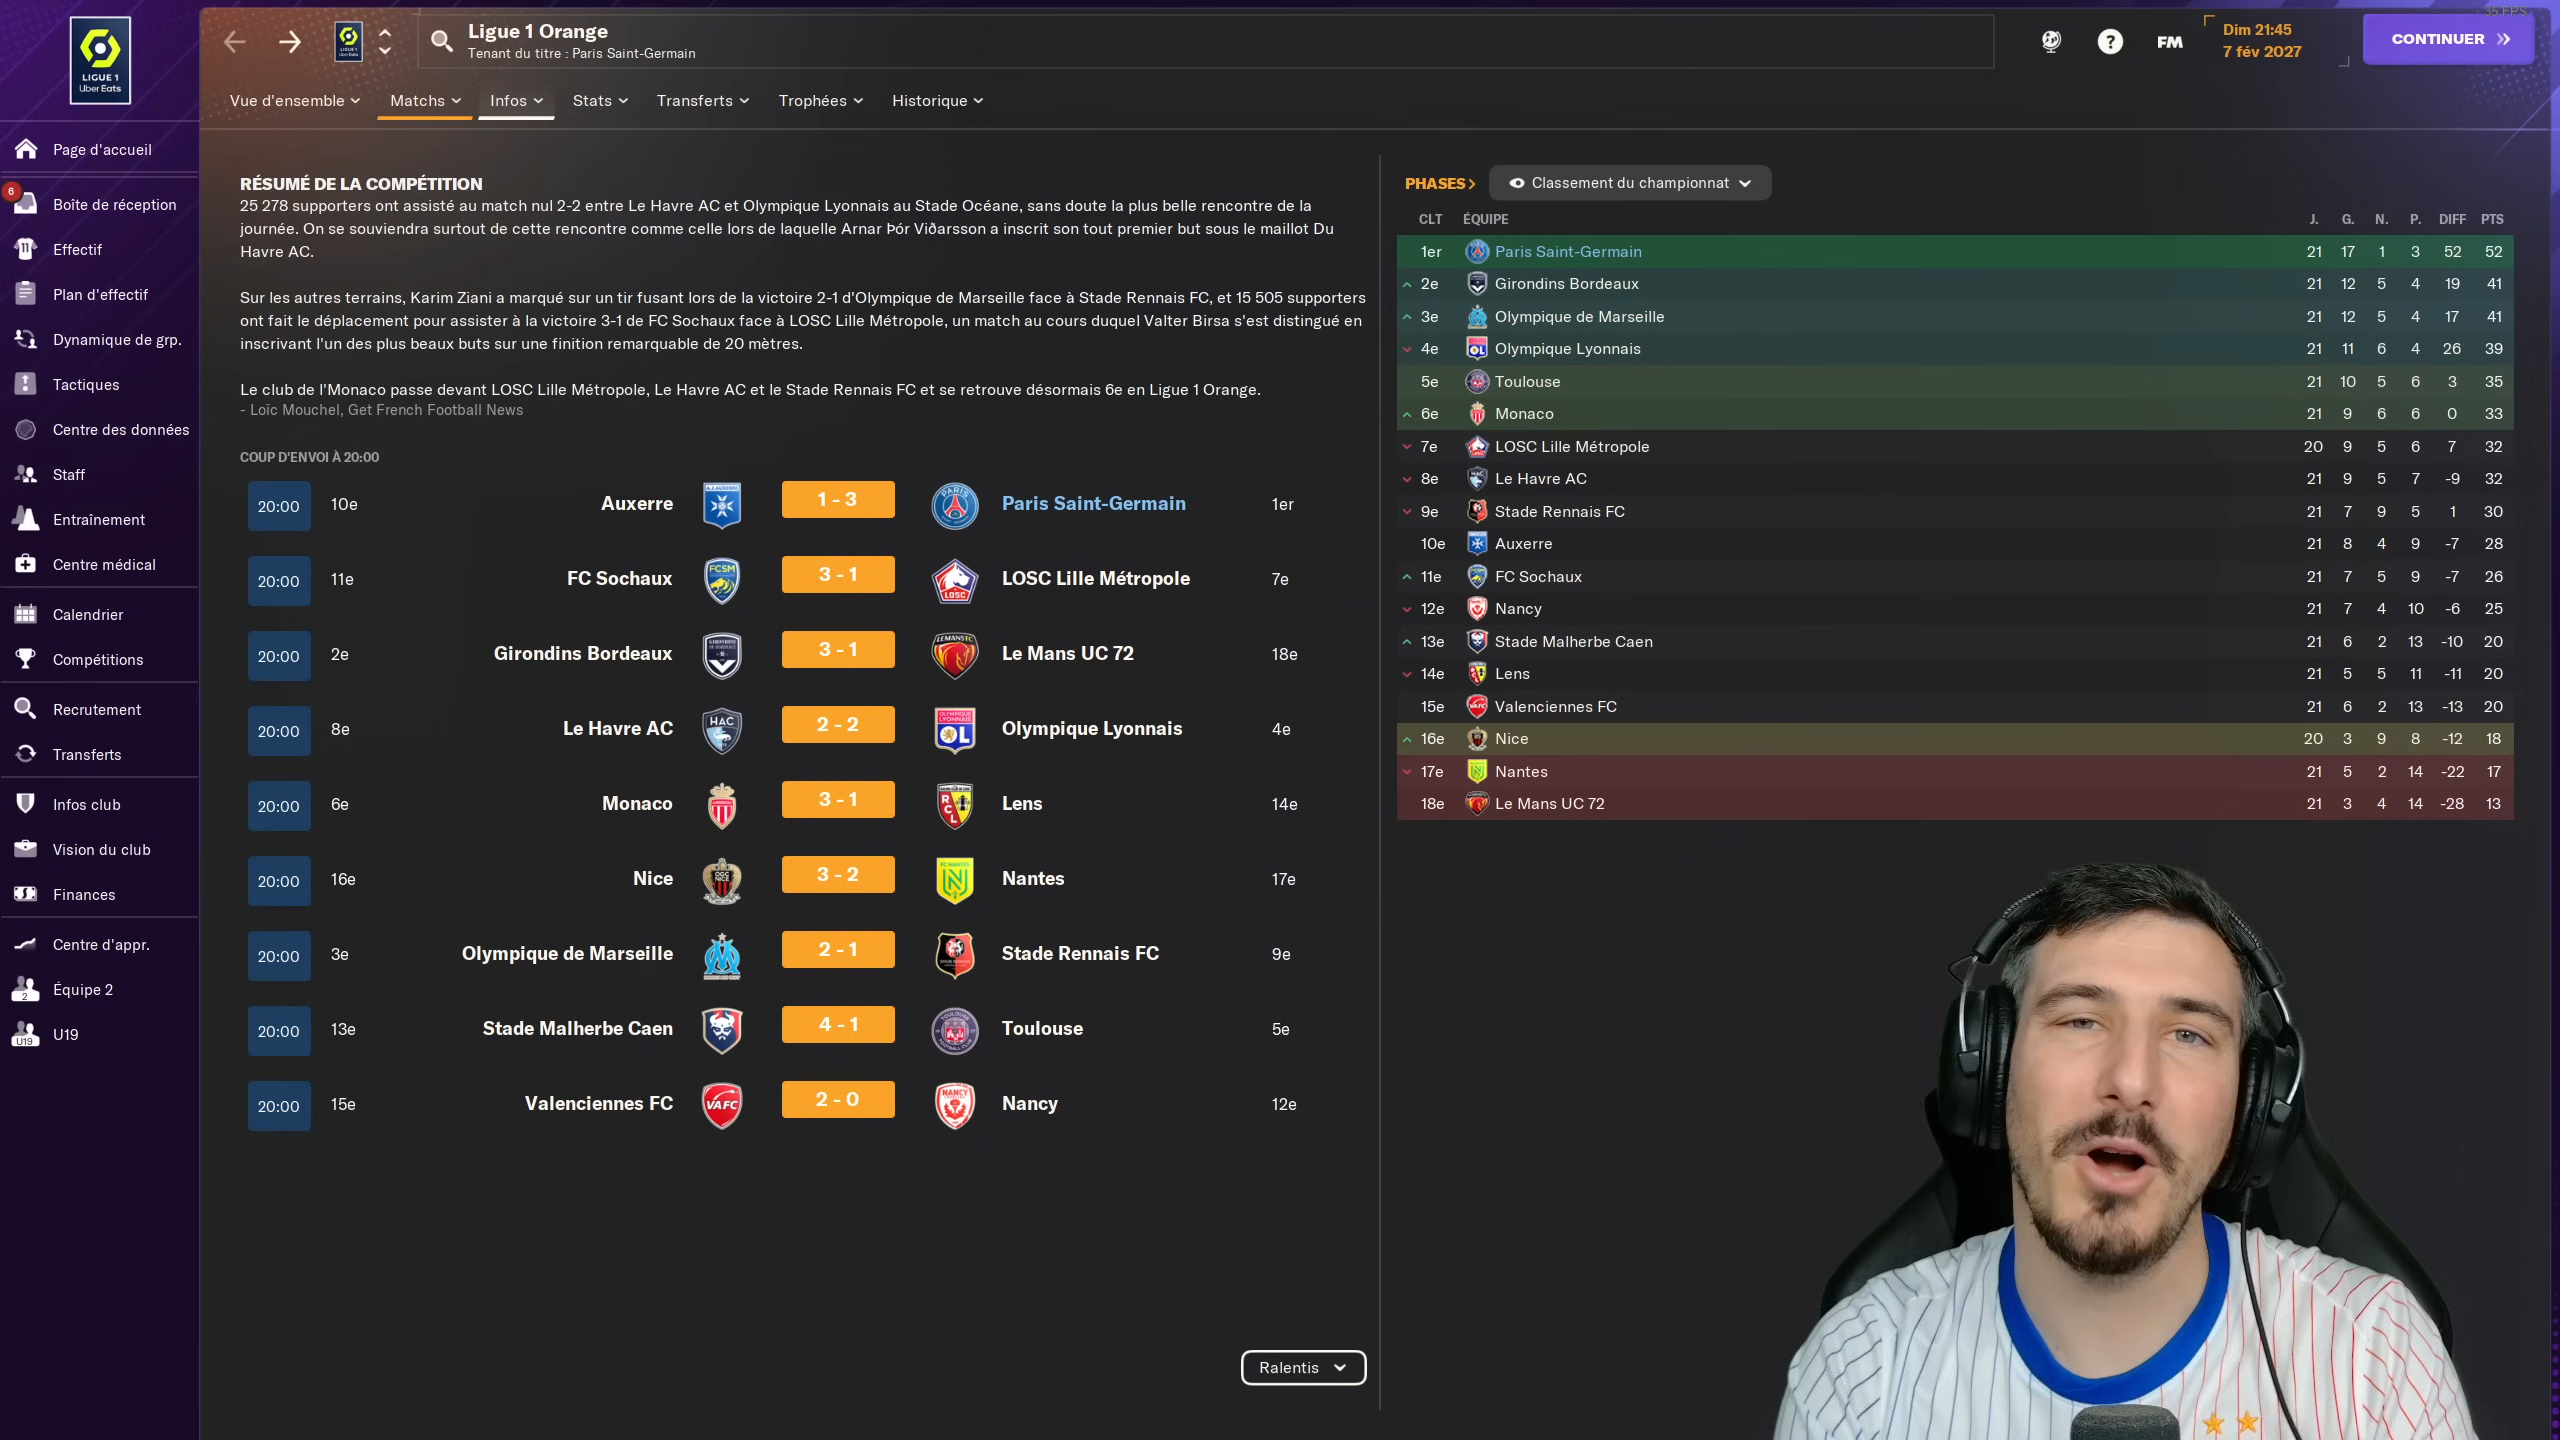 LIGUE 1
Uber Eats
Ligue 1 Orange
Tenant du titre : Paris Saint-Germain
35 FPS
FM
Dim 21:45
7 fév 2027
CONTINUER
Vue d'ensemble
Matchs
Infos
Stats
Transferts
Trophées
Historique
Page d'accueil
6
Boîte de réception
Effectif
Plan d'effectif
Dynamique de grp.
Tactiques
Centre des données
Staff
Entraînement
Centre médical
Calendrier
Compétitions
Recrutement
Transferts
Infos club
Vision du club
Finances
Centre d'appr.
2
Équipe 2
U19
U19
RÉSUMÉ DE LA COMPÉTITION
25 278 supporters ont assisté au match nul 2-2 entre Le Havre AC et Olympique Lyonnais au Stade Océane, sans doute la plus belle rencontre de la
journée. On se souviendra surtout de cette rencontre comme celle lors de laquelle Arnar Þór Viðarsson a inscrit son tout premier but sous le maillot Du
Havre AC.
Sur les autres terrains, Karim Ziani a marqué sur un tir fusant lors de la victoire 2-1 d'Olympique de Marseille face à Stade Rennais FC, et 15 505 supporters
ont fait le déplacement pour assister à la victoire 3-1 de FC Sochaux face à LOSC Lille Métropole, un match au cours duquel Valter Birsa s'est distingué en
inscrivant l'un des plus beaux buts sur une finition remarquable de 20 mètres.
Le club de l'Monaco passe devant LOSC Lille Métropole, Le Havre AC et le Stade Rennais FC et se retrouve désormais 6e en Ligue 1 Orange.
- Loïc Mouchel, Get French Football News
COUP D'ENVOI À 20:00
20:00 10e Auxerre 1 - 3 Paris Saint-Germain 1er
20:00 11e FC Sochaux 3 - 1 LOSC Lille Métropole 7e
20:00 2e Girondins Bordeaux 3 - 1 Le Mans UC 72 18e
20:00 8e Le Havre AC 2 - 2 Olympique Lyonnais 4e
20:00 6e Monaco 3 - 1 Lens 14e
20:00 16e Nice 3 - 2 Nantes 17e
20:00 3e Olympique de Marseille 2 - 1 Stade Rennais FC 9e
20:00 13e Stade Malherbe Caen 4 - 1 Toulouse 5e
20:00 15e Valenciennes FC 2 - 0 Nancy 12e
Ralentis
PHASES
Classement du championnat
CLT ÉQUIPE J. G. N. P. DIFF PTS
1er Paris Saint-Germain 21 17 1 3 52 52
2e Girondins Bordeaux 21 12 5 4 19 41
3e Olympique de Marseille 21 12 5 4 17 41
4e Olympique Lyonnais 21 11 6 4 26 39
5e Toulouse 21 10 5 6 3 35
6e Monaco 21 9 6 6 0 33
7e LOSC Lille Métropole 20 9 5 6 7 32
8e Le Havre AC 21 9 5 7 -9 32
9e Stade Rennais FC 21 7 9 5 1 30
10e Auxerre 21 8 4 9 -7 28
11e FC Sochaux 21 7 5 9 -7 26
12e Nancy 21 7 4 10 -6 25
13e Stade Malherbe Caen 21 6 2 13 -10 20
14e Lens 21 5 5 11 -11 20
15e Valenciennes FC 21 6 2 13 -13 20
16e Nice 20 3 9 8 -12 18
17e Nantes 21 5 2 14 -22 17
18e Le Mans UC 72 21 3 4 14 -28 13